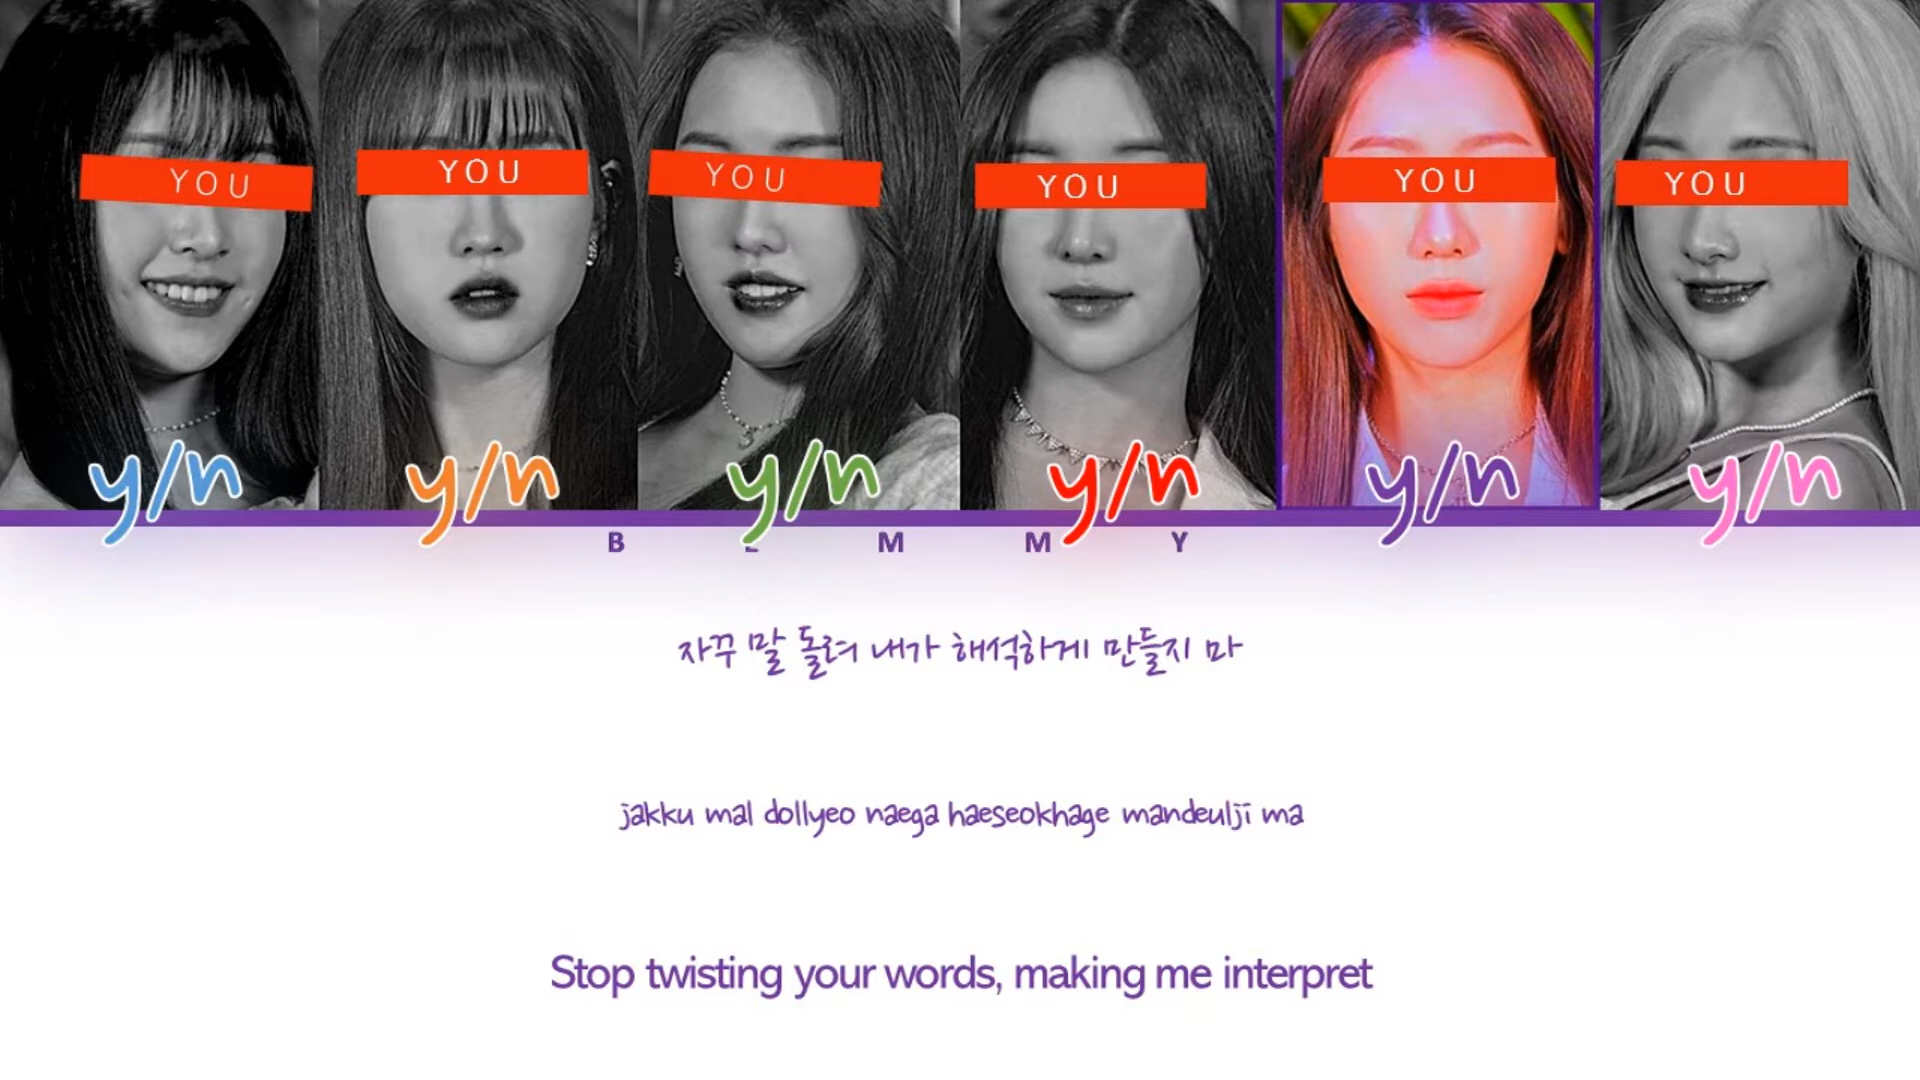 YOU YOU YOU YOU YOU YOU
y/n y/n y/n y/n y/n y/n
B L M M Y
자꾸 말 돌려 내가 해석하게 만들지 마
jakku mal dollyeo naega haeseokhage mandeulji ma
Stop twisting your words, making me interpret